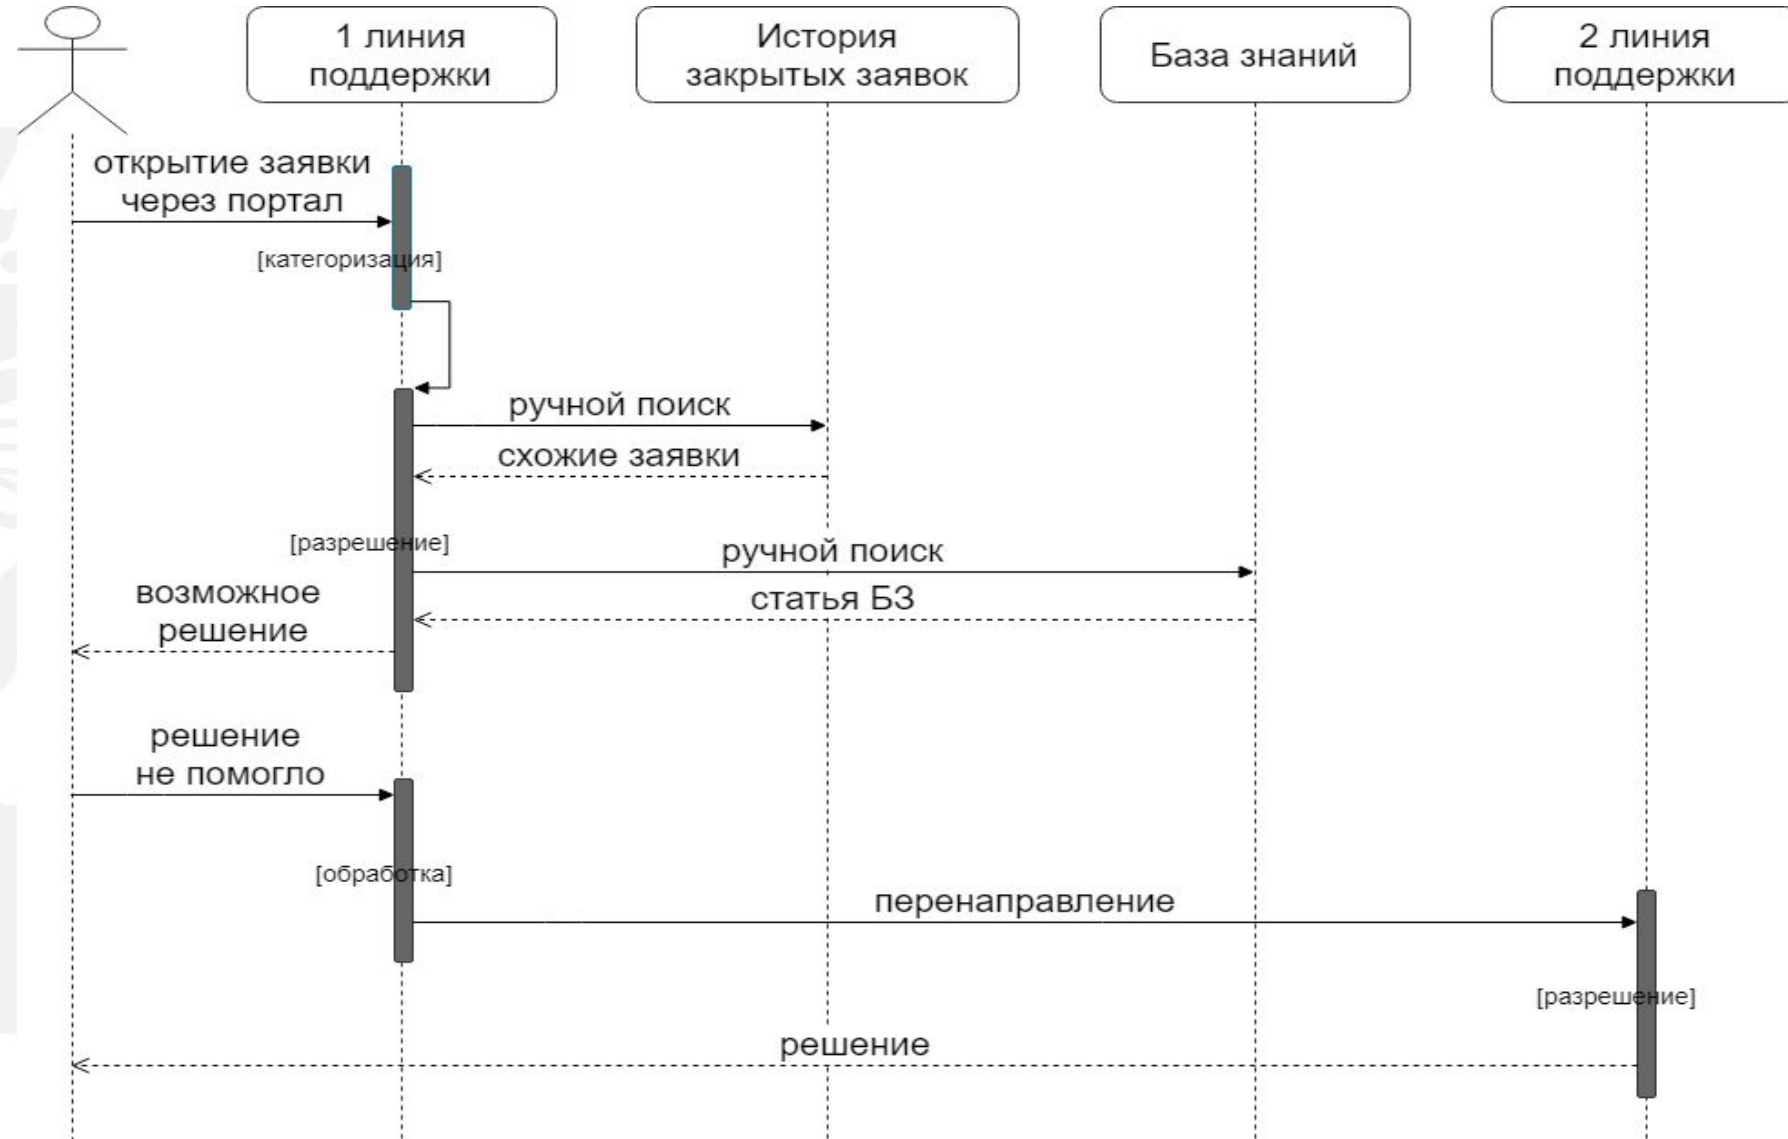 1 линия
поддержки
История
закрытых заявок
База знаний
2 линия
поддержки
открытие заявки
через портал
[категоризация]
ручной поиск
схожие заявки
[разрешение]
ручной поиск
возможное
решение
статья БЗ
решение
не помогло
[обработка]
перенаправление
[разрешение]
решение